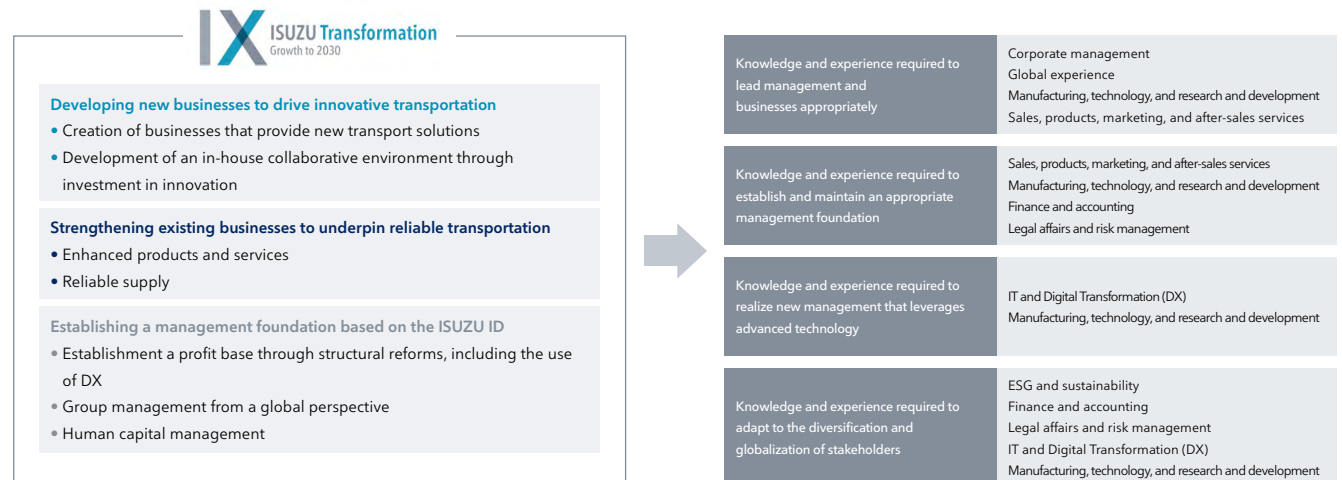 IX ISUZU Transformation
Growth to 2030
Developing new businesses to drive innovative transportation
• Creation of businesses that provide new transport solutions
• Development of an in-house collaborative environment through
investment in innovation
Strengthening existing businesses to underpin reliable transportation
• Enhanced products and services
• Reliable supply
Establishing a management foundation based on the ISUZU ID
• Establishment a profit base through structural reforms, including the use
of DX
• Group management from a global perspective
• Human capital management
Knowledge and experience required to
lead management and
businesses appropriately
Corporate management
Global experience
Manufacturing, technology, and research and development
Sales, products, marketing, and after-sales services
Knowledge and experience required to
establish and maintain an appropriate
management foundation
Sales, products, marketing, and after-sales services
Manufacturing, technology, and research and development
Finance and accounting
Legal affairs and risk management
Knowledge and experience required to
realize new management that leverages
advanced technology
IT and Digital Transformation (DX)
Manufacturing, technology, and research and development
Knowledge and experience required to
adapt to the diversification and
globalization of stakeholders
ESG and sustainability
Finance and accounting
Legal affairs and risk management
IT and Digital Transformation (DX)
Manufacturing, technology, and research and development